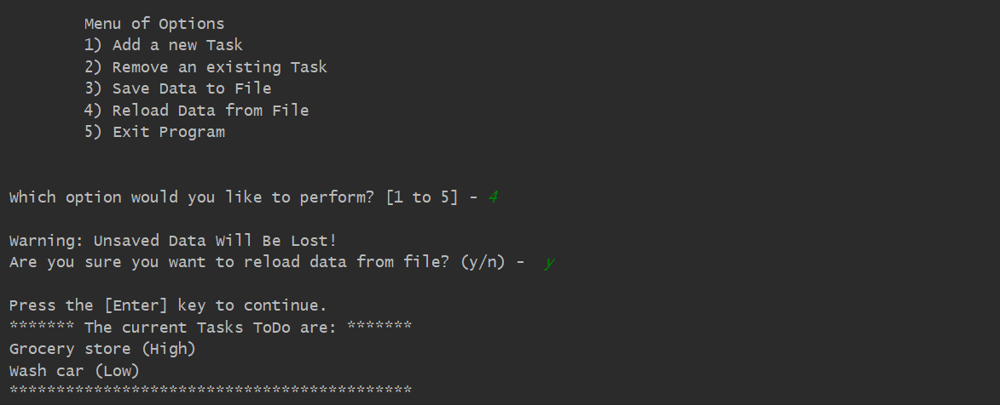 Menu of Options
1) Add a new Task
2) Remove an existing Task
3) Save Data to File
4) Reload Data from File
5) Exit Program
Which option would you like to perform? [1 to 5] - 4
Warning: Unsaved Data Will Be Lost!
Are you sure you want to reload data from file? (y/n) -  y
Press the [Enter] key to continue.
******* The current Tasks ToDo are: *******
Grocery store (High)
Wash car (Low)
*******************************************